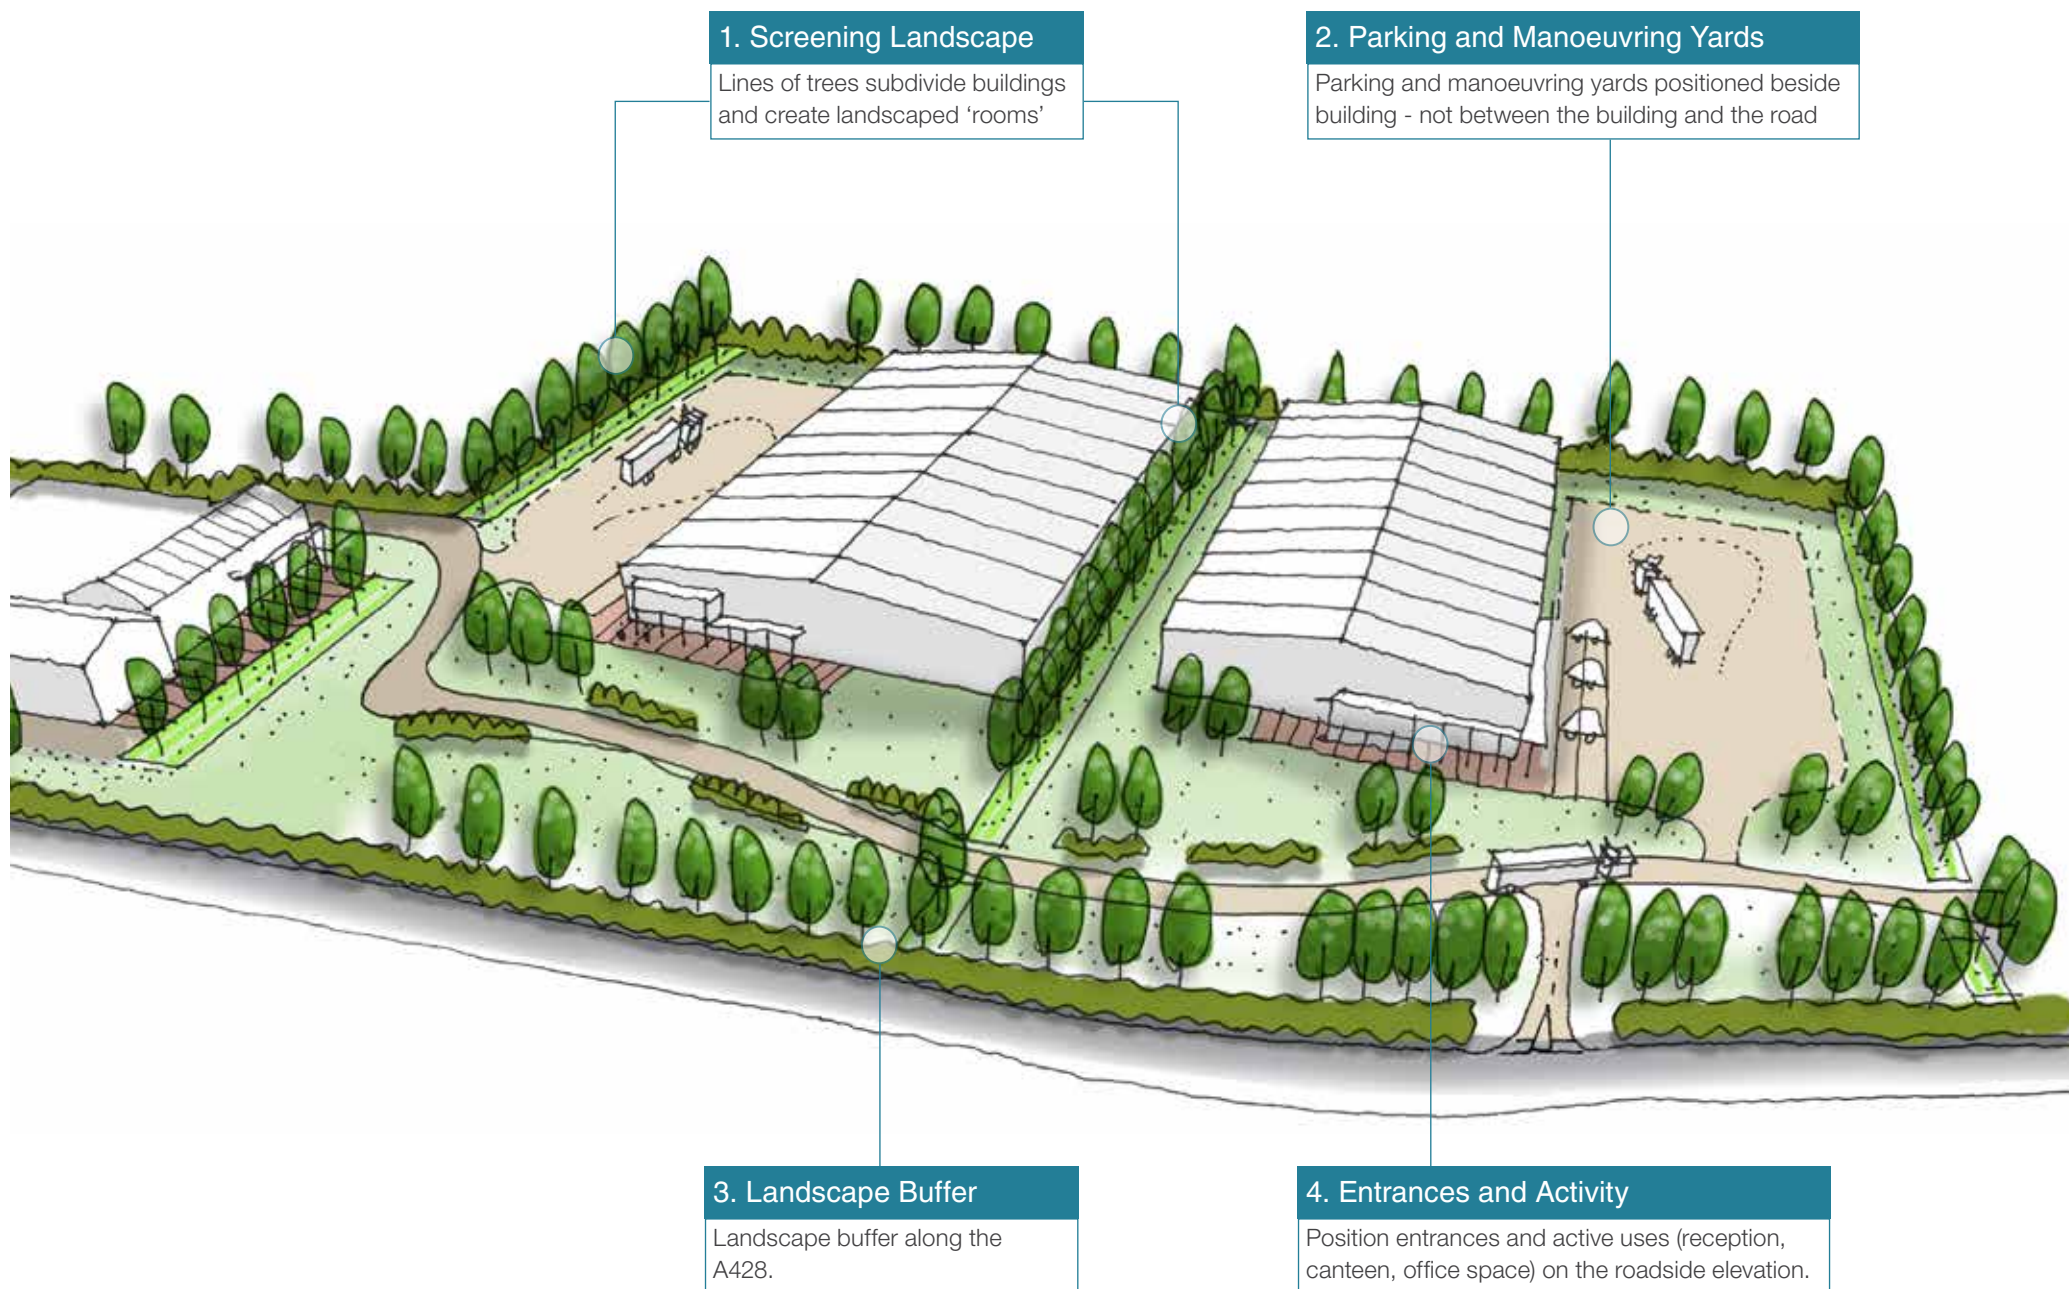 1. Screening Landscape
Lines of trees subdivide buildings
and create landscaped ‘rooms’
2. Parking and Manoeuvring Yards
Parking and manoeuvring yards positioned beside
building - not between the building and the road
3. Landscape Buffer
Landscape buffer along the
A428.
4. Entrances and Activity
Position entrances and active uses (reception,
canteen, office space) on the roadside elevation.